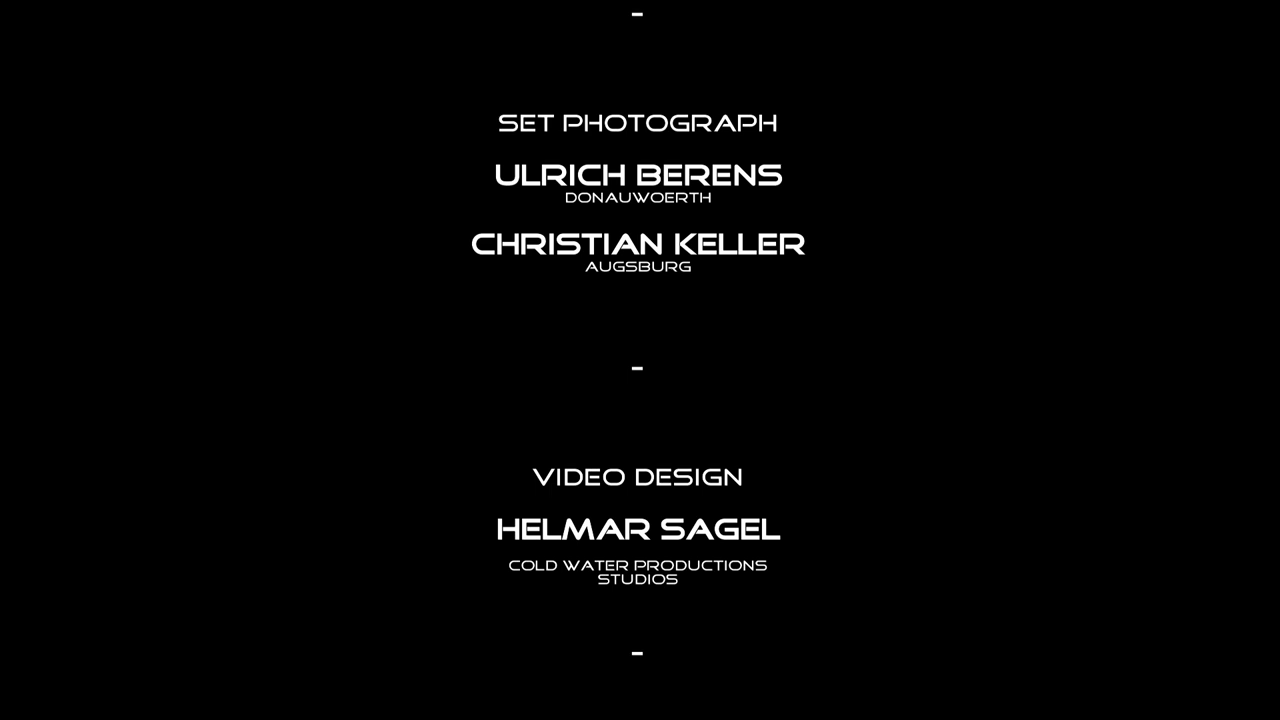 -
SET PHOTOGRAPH
ULRICH BERENS
DONAUWOERTH
CHRISTIAN KELLER
AUGSBURG
-
VIDEO DESIGN
HELMAR SAGEL
COLD WATER PRODUCTIONS
STUDIOS
-